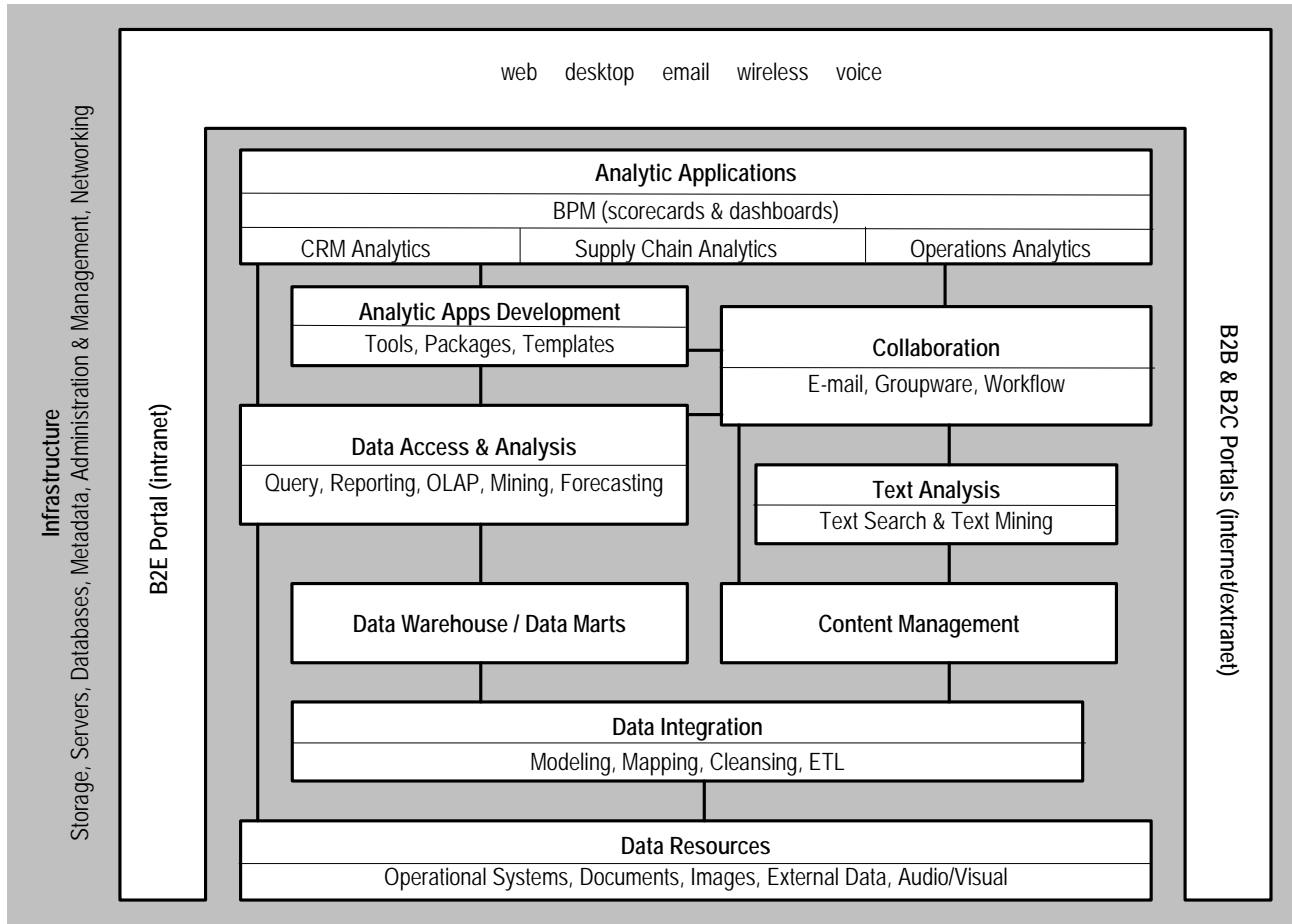 web desktop email wireless voice
Infrastructure
Storage, Servers, Databases, Metadata, Administration & Management, Networking
B2E Portal (intranet)
Analytic Applications
BPM (scorecards & dashboards)
CRM Analytics
Supply Chain Analytics
Operations Analytics
Analytic Apps Development
Tools, Packages, Templates
Collaboration
E-mail, Groupware, Workflow
Data Access & Analysis
Query, Reporting, OLAP, Mining, Forecasting
Text Analysis
Text Search & Text Mining
Data Warehouse / Data Marts
Content Management
Data Integration
Modeling, Mapping, Cleansing, ETL
Data Resources
Operational Systems, Documents, Images, External Data, Audio/Visual
B2B & B2C Portals (internet/extranet)